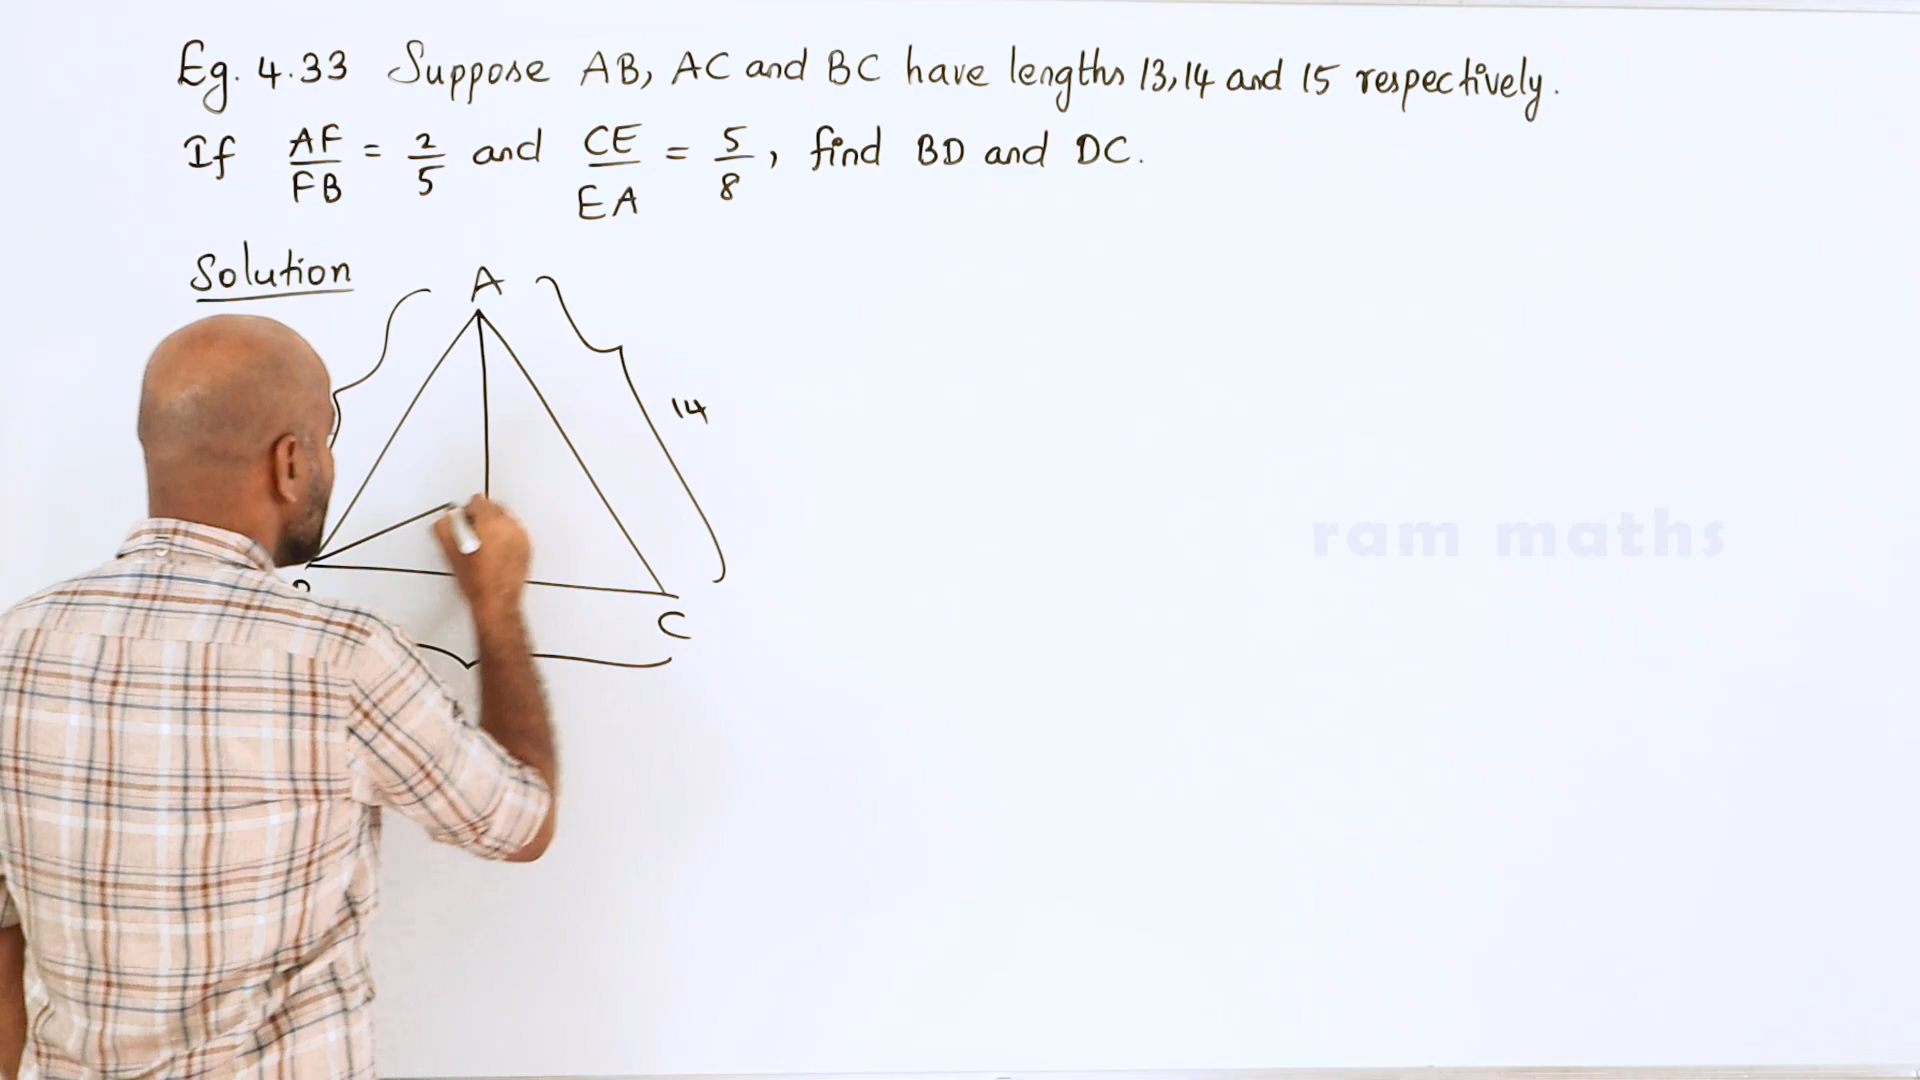 Eg. 4.33 Suppose AB, AC and BC have lengths 13, 14 and 15 respectively.
If AF/FB = 2/5 and CE/EA = 5/8, find BD and DC.
Solution
A
14
C
ram maths